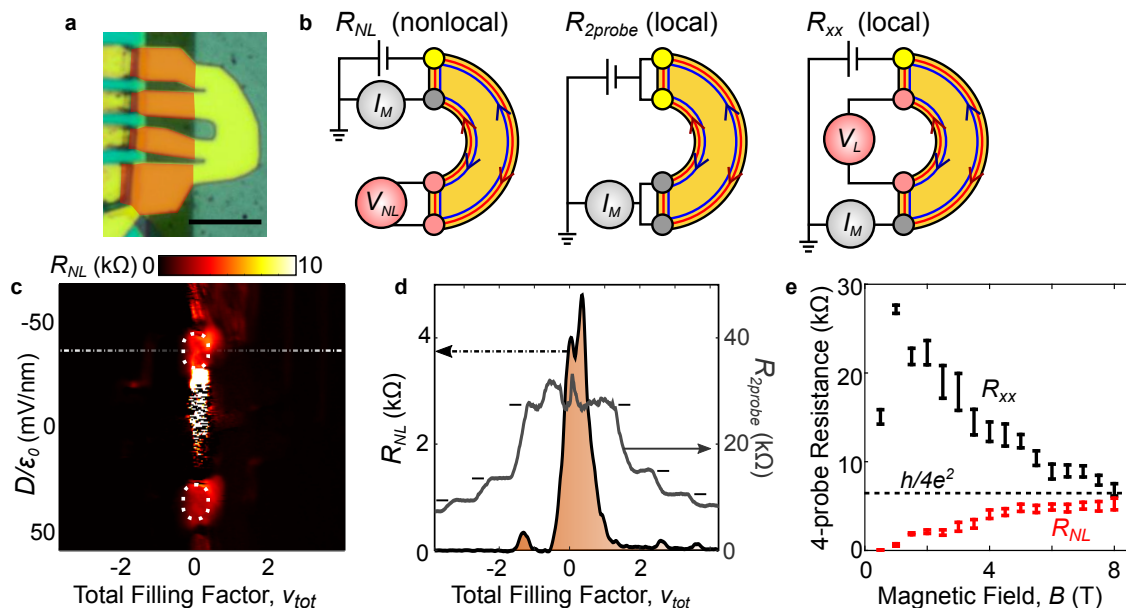 a
b
R_NL (nonlocal)
R_2probe (local)
R_xx (local)
I_M
V_NL
I_M
V_L
I_M
R_NL (kΩ) 0 10
c
-50
0
50
D/ε_0 (mV/nm)
-2 0 2
Total Filling Factor, ν_tot
d
4
2
0
R_NL (kΩ)
40
20
0
R_2probe (kΩ)
-2 0 2
Total Filling Factor, ν_tot
e
30
20
10
0
4-probe Resistance (kΩ)
R_xx
h/4e²
R_NL
0 4 8
Magnetic Field, B (T)